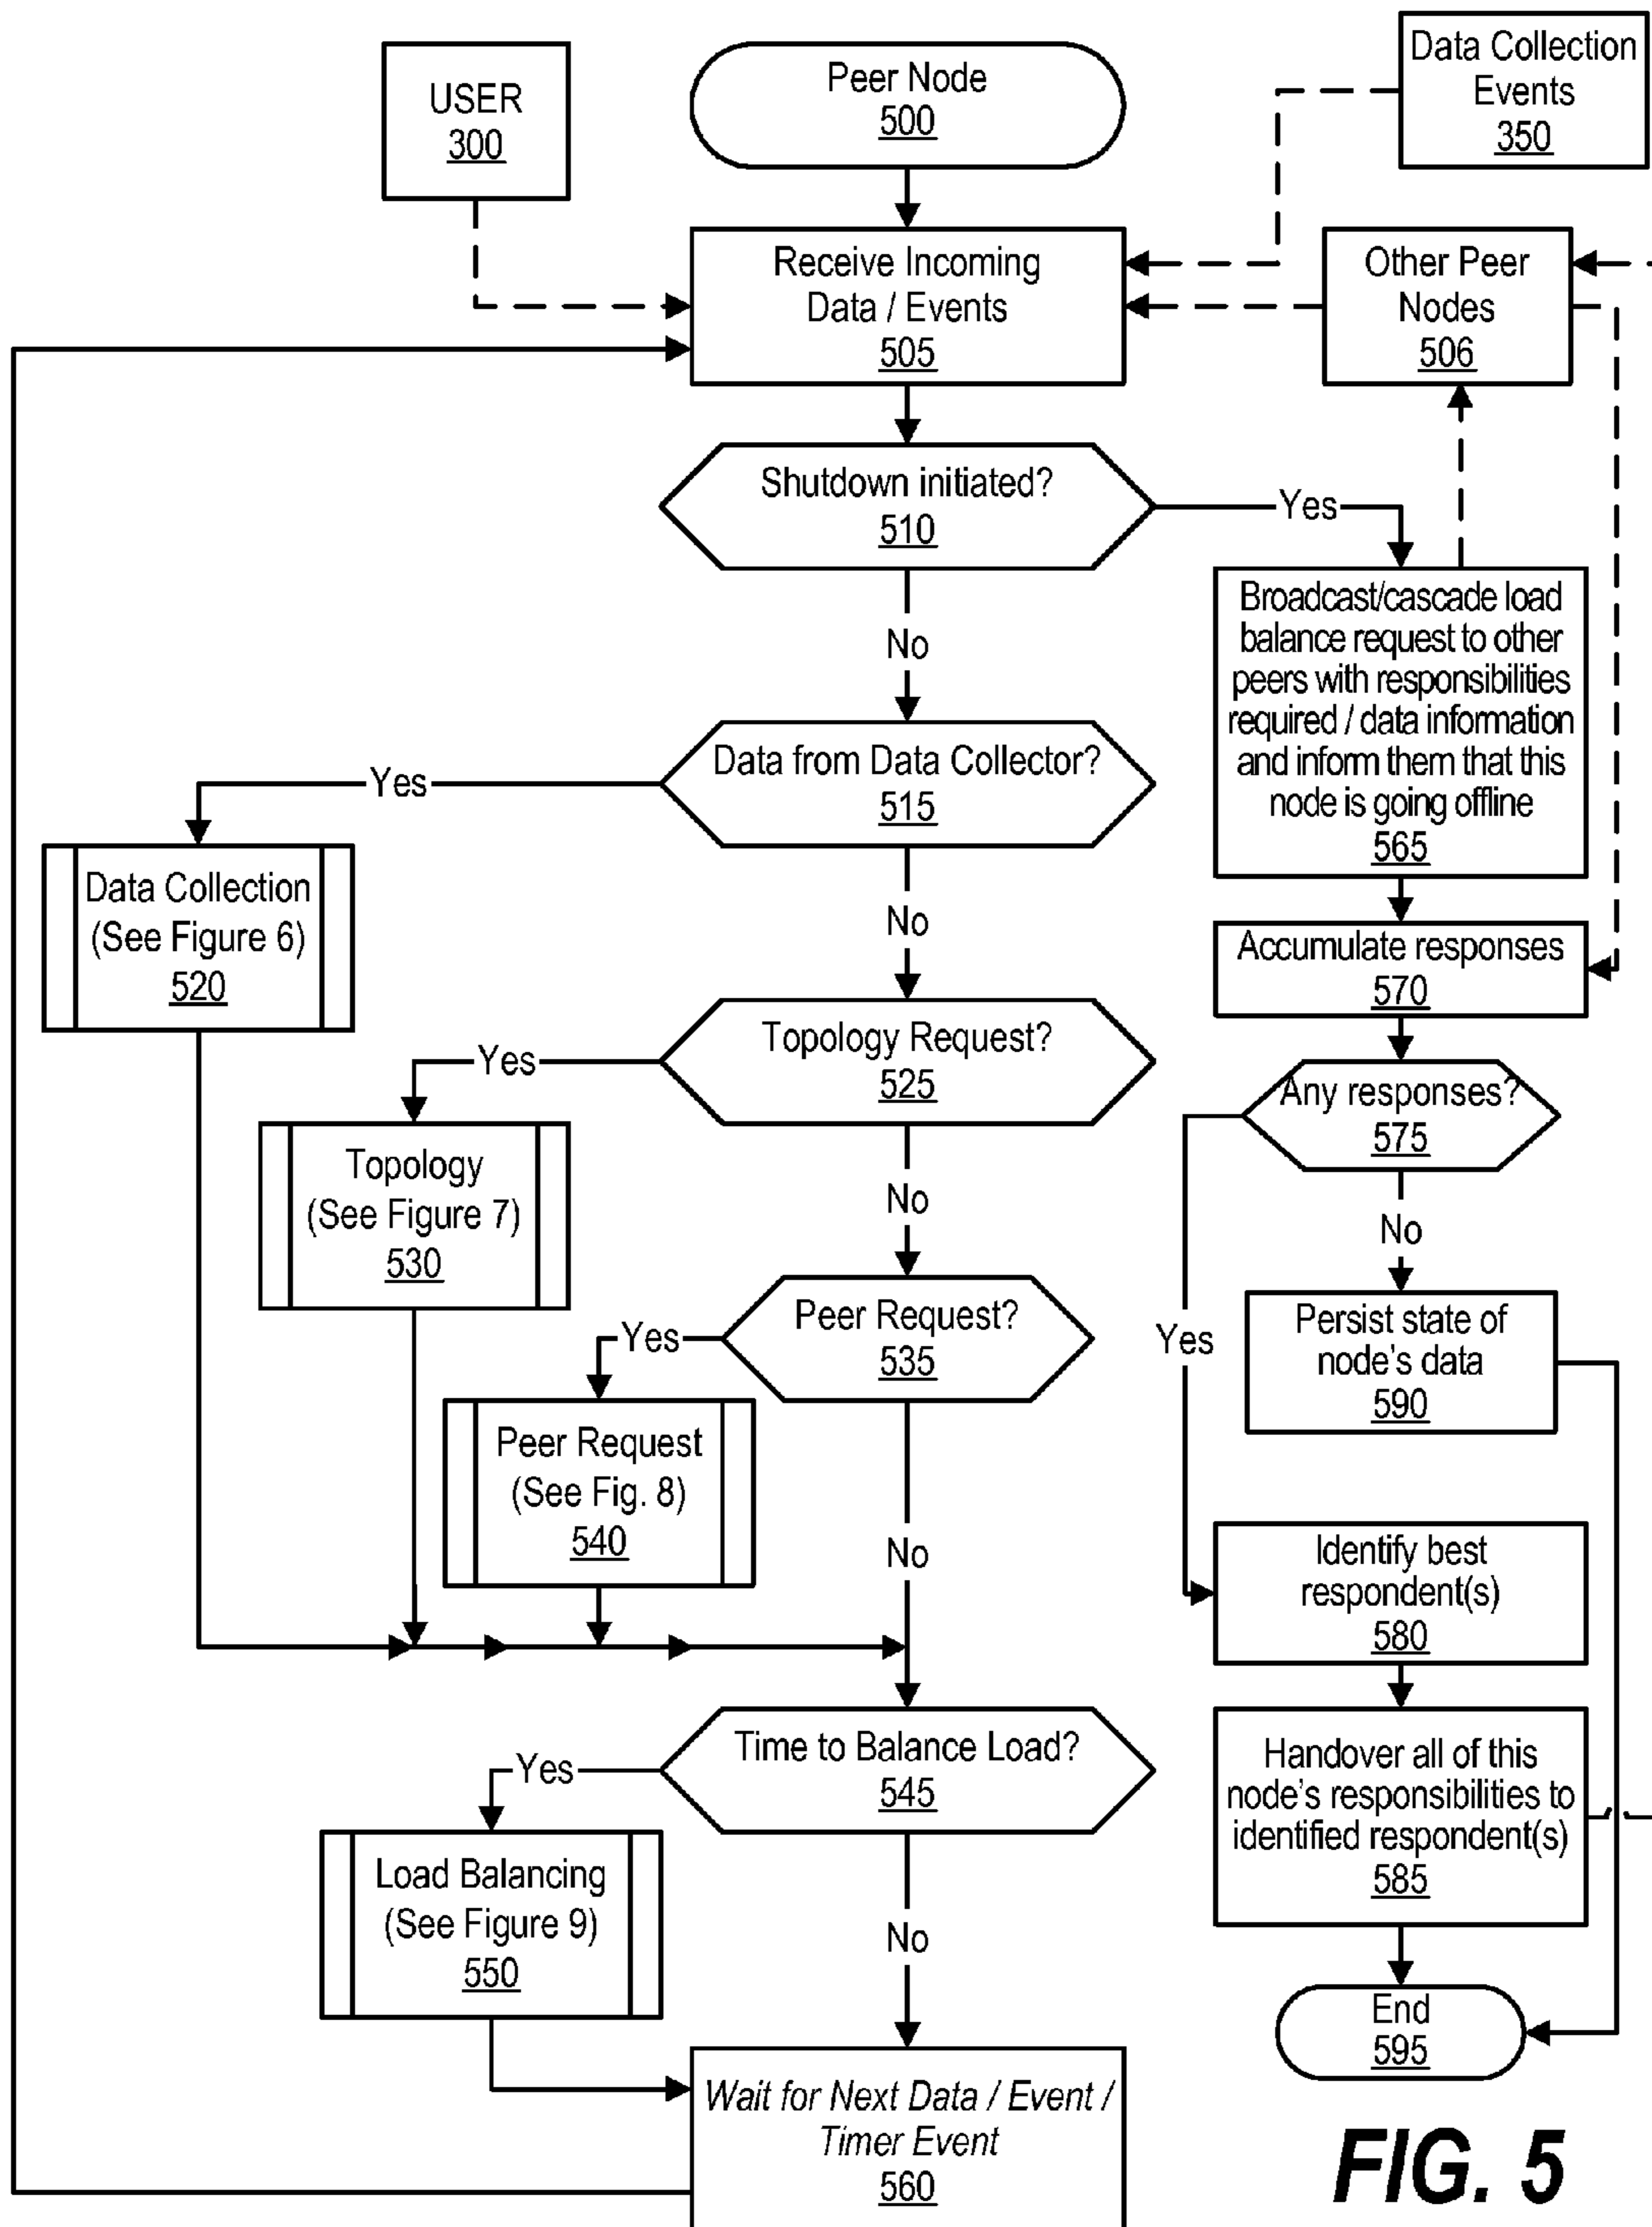 USER
300
Peer Node
500
Data Collection
Events
350
Receive Incoming
Data / Events
505
Other Peer
Nodes
506
Shutdown initiated?
510
Yes
No
Broadcast/cascade load
balance request to other
peers with responsibilities
required / data information
and inform them that this
node is going offline
565
Data from Data Collector?
515
Yes
No
Data Collection
(See Figure 6)
520
Accumulate responses
570
Topology Request?
525
Yes
No
Any responses?
575
No
Yes
Topology
(See Figure 7)
530
Peer Request?
535
Yes
No
Persist state of
node's data
590
Peer Request
(See Fig. 8)
540
Identify best
respondent(s)
580
Time to Balance Load?
545
Yes
No
Handover all of this
node's responsibilities to
identified respondent(s)
585
Load Balancing
(See Figure 9)
550
End
595
Wait for Next Data / Event /
Timer Event
560
FIG. 5